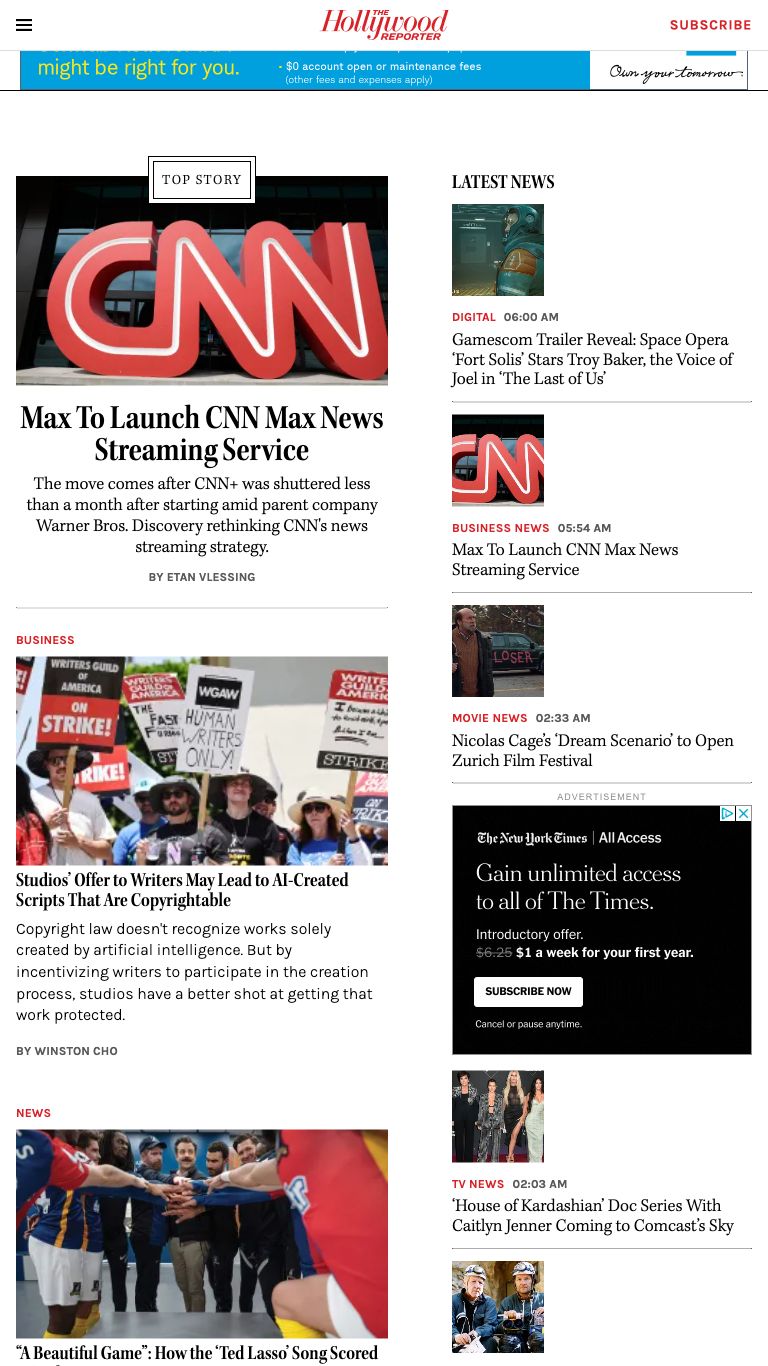 THE
Hollywood
REPORTER
SUBSCRIBE
might be right for you.
- $0 account open or maintenance fees
(other fees and expenses apply)
Own your tomorrow.
TOP STORY
CNN
Max To Launch CNN Max News
Streaming Service
The move comes after CNN+ was shuttered less
than a month after starting amid parent company
Warner Bros. Discovery rethinking CNN's news
streaming strategy.
BY ETAN VLESSING
BUSINESS
WRITERS GUILD
OF
AMERICA
ON
STRIKE!
WGAW
HUMAN
WRITERS
ONLY!
STRIKE
Studios’ Offer to Writers May Lead to AI-Created
Scripts That Are Copyrightable
Copyright law doesn't recognize works solely
created by artificial intelligence. But by
incentivizing writers to participate in the creation
process, studios have a better shot at getting that
work protected.
BY WINSTON CHO
NEWS
“A Beautiful Game”: How the ‘Ted Lasso’ Song Scored
LATEST NEWS
DIGITAL 06:00 AM
Gamescom Trailer Reveal: Space Opera
‘Fort Solis’ Stars Troy Baker, the Voice of
Joel in ‘The Last of Us’
BUSINESS NEWS 05:54 AM
Max To Launch CNN Max News
Streaming Service
LOSER
MOVIE NEWS 02:33 AM
Nicolas Cage’s ‘Dream Scenario’ to Open
Zurich Film Festival
ADVERTISEMENT
The New York Times | All Access
Gain unlimited access
to all of The Times.
Introductory offer.
$6.25 $1 a week for your first year.
SUBSCRIBE NOW
Cancel or pause anytime.
TV NEWS 02:03 AM
‘House of Kardashian’ Doc Series With
Caitlyn Jenner Coming to Comcast’s Sky